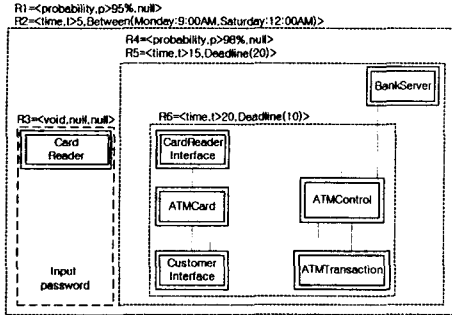 R1=<probability,p>95%,null>
R2=<time,t>5,Between(Monday:9:00AM,Saturday:12:00AM)>
R4=<probability,p>98%,null>
R5=<time,t>15,Deadline(20)>
BankServer
R3=<void,null,null>
R6=<time,t>20,Deadline(10)>
Card
Reader
CardReader
Interface
ATMCard
ATMControl
Customer
Interface
ATMTransaction
Input
password